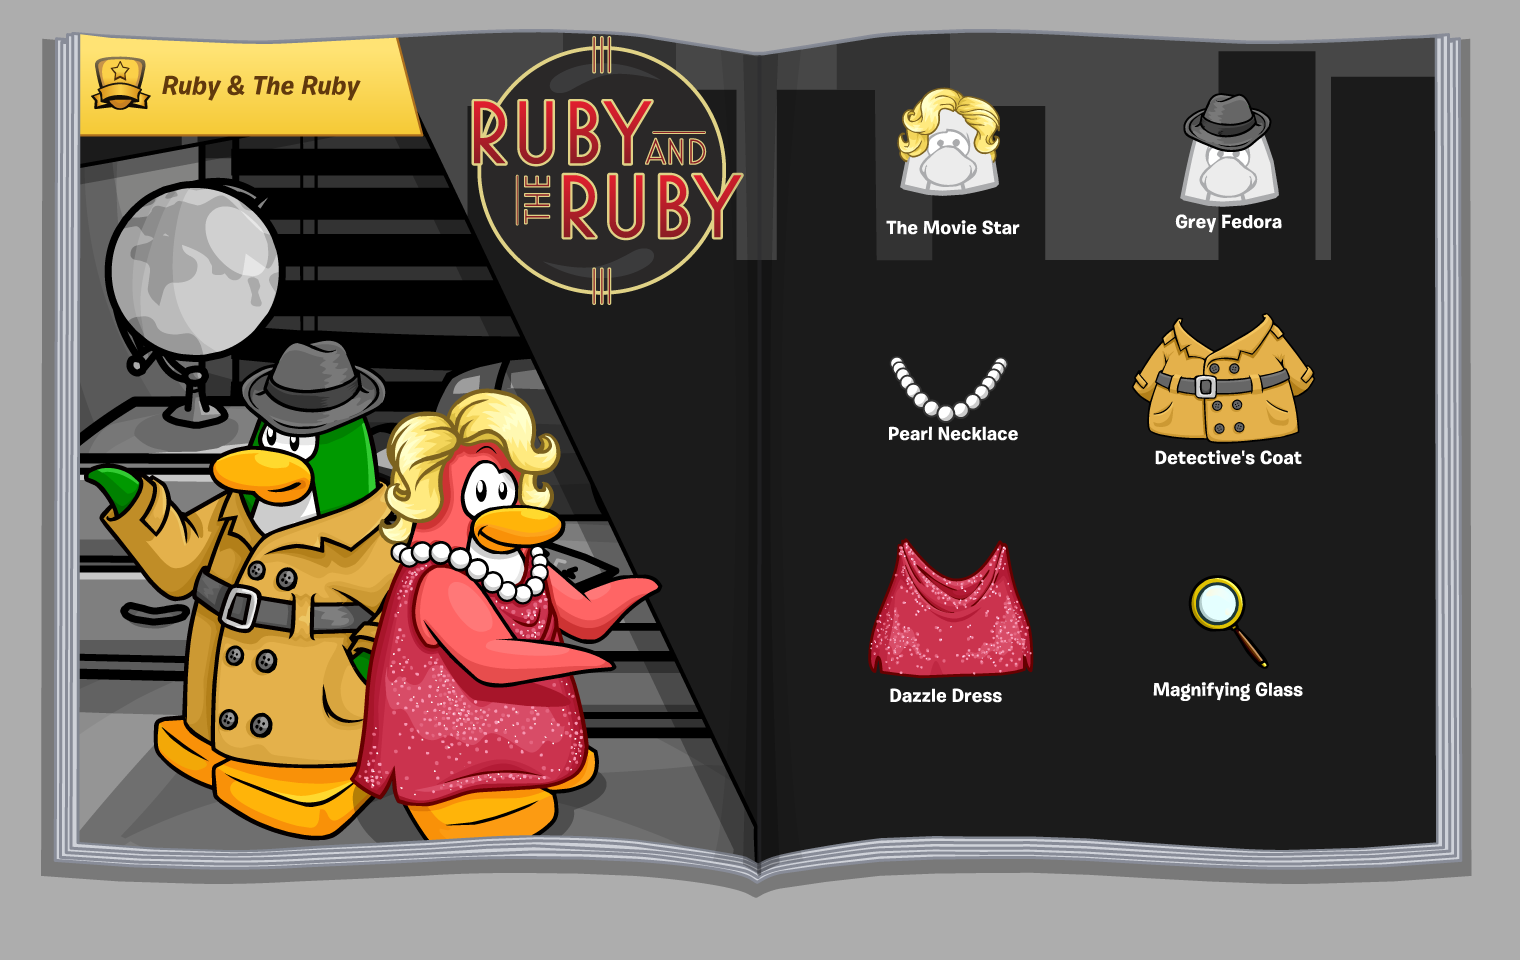 Ruby & The Ruby
RUBY AND
THE RUBY
The Movie Star
Grey Fedora
Pearl Necklace
Detective's Coat
Dazzle Dress
Magnifying Glass